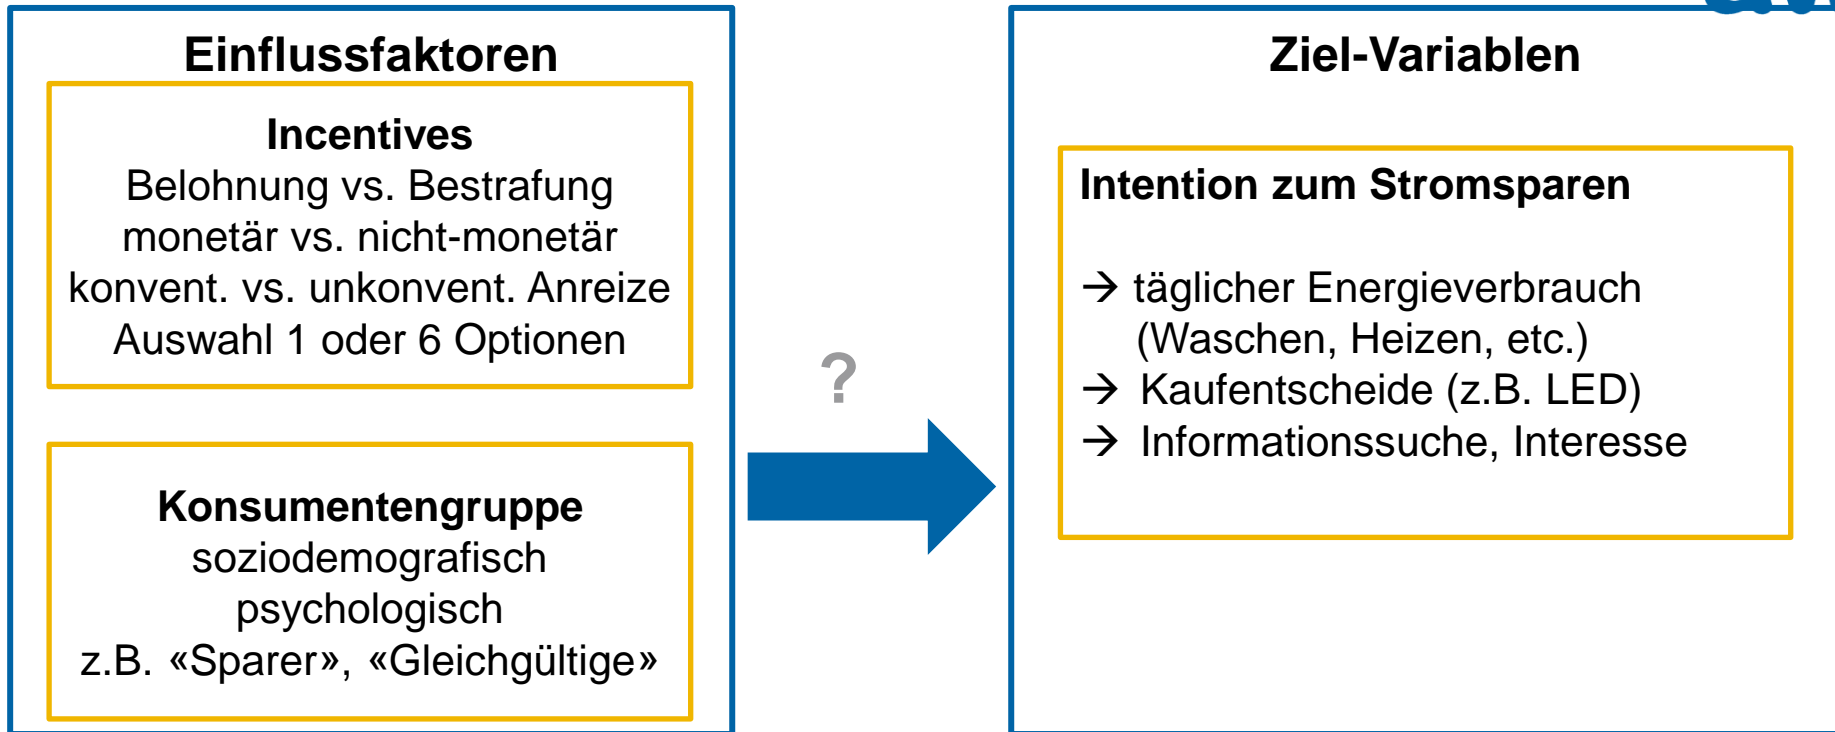 Einflussfaktoren
Incentives
Belohnung vs. Bestrafung
monetär vs. nicht-monetär
konvent. vs. unkonvent. Anreize
Auswahl 1 oder 6 Optionen
Konsumentengruppe
soziodemografisch
psychologisch
z.B. «Sparer», «Gleichgültige»
?
Ziel-Variablen
Intention zum Stromsparen
→ täglicher Energieverbrauch
(Waschen, Heizen, etc.)
→ Kaufentscheide (z.B. LED)
→ Informationssuche, Interesse